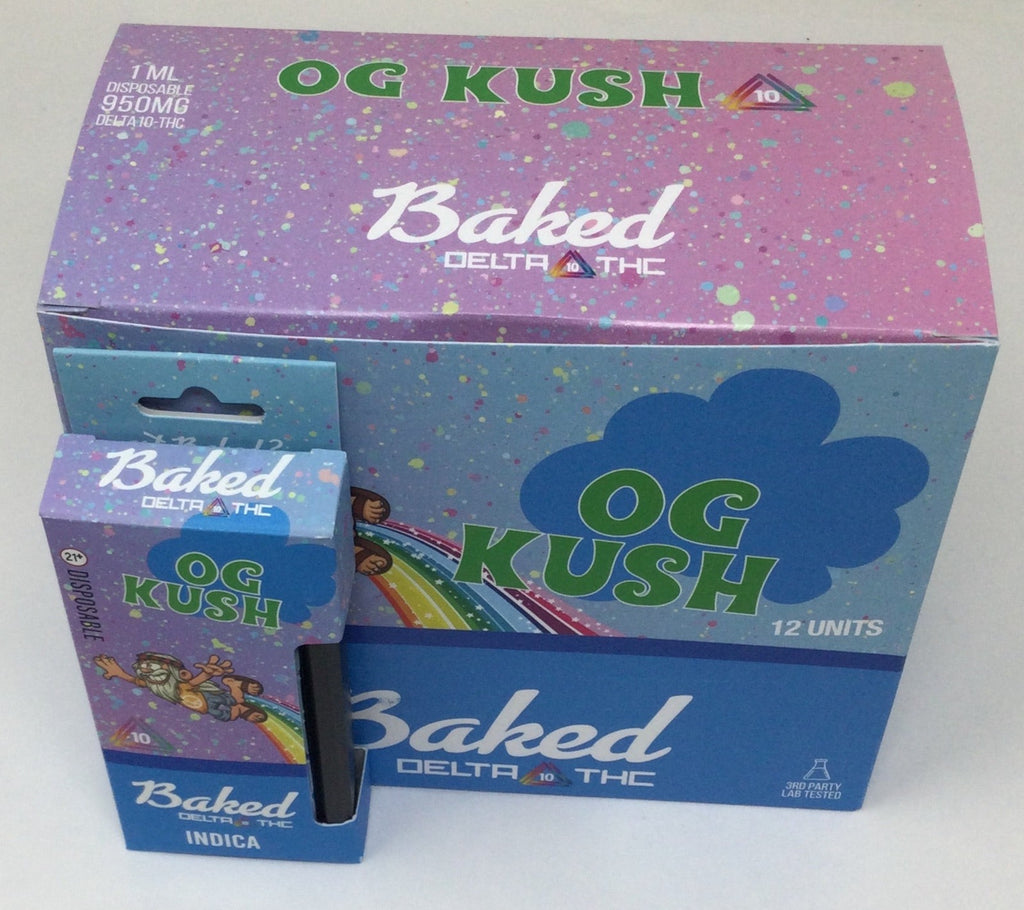 1 ML
DISPOSABLE
950MG
DELTA 10-THC
OG KUSH 10
Baked
DELTA 10 THC
OG
KUSH
12 UNITS
Baked
DELTA 10 THC
3RD PARTY
LAB TESTED
Baked?
Baked
DELTA 10 THC
21+
DISPOSABLE
OG
KUSH
10
Baked
DELTA 10 THC
INDICA